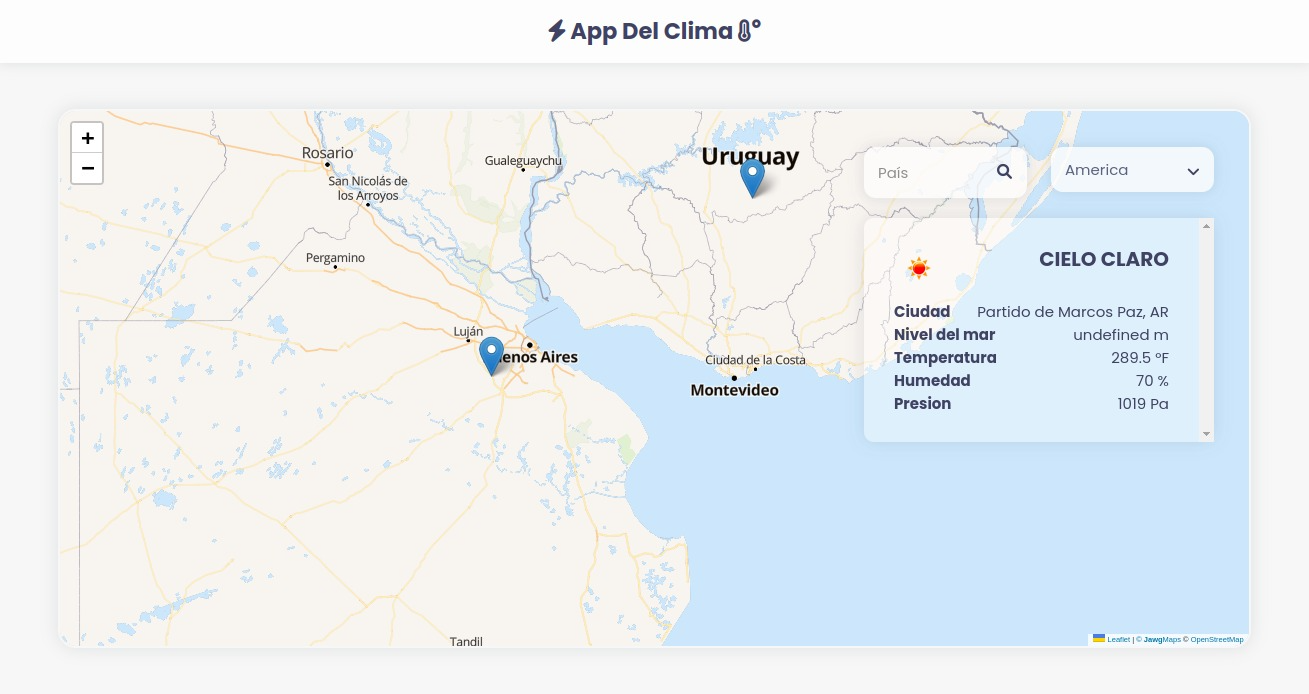 App Del Clima
+
−
Rosario
San Nicolás de
los Arroyos
Gualeguaychu
Uruguay
País
America
Pergamino
CIELO CLARO
Ciudad Partido de Marcos Paz, AR
Nivel del mar undefined m
Temperatura 289.5 ºF
Humedad 70 %
Presion 1019 Pa
Luján
enos Aires
Ciudad de la Costa
Montevideo
Tandil
Leaflet | © JawgMaps © OpenStreetMap